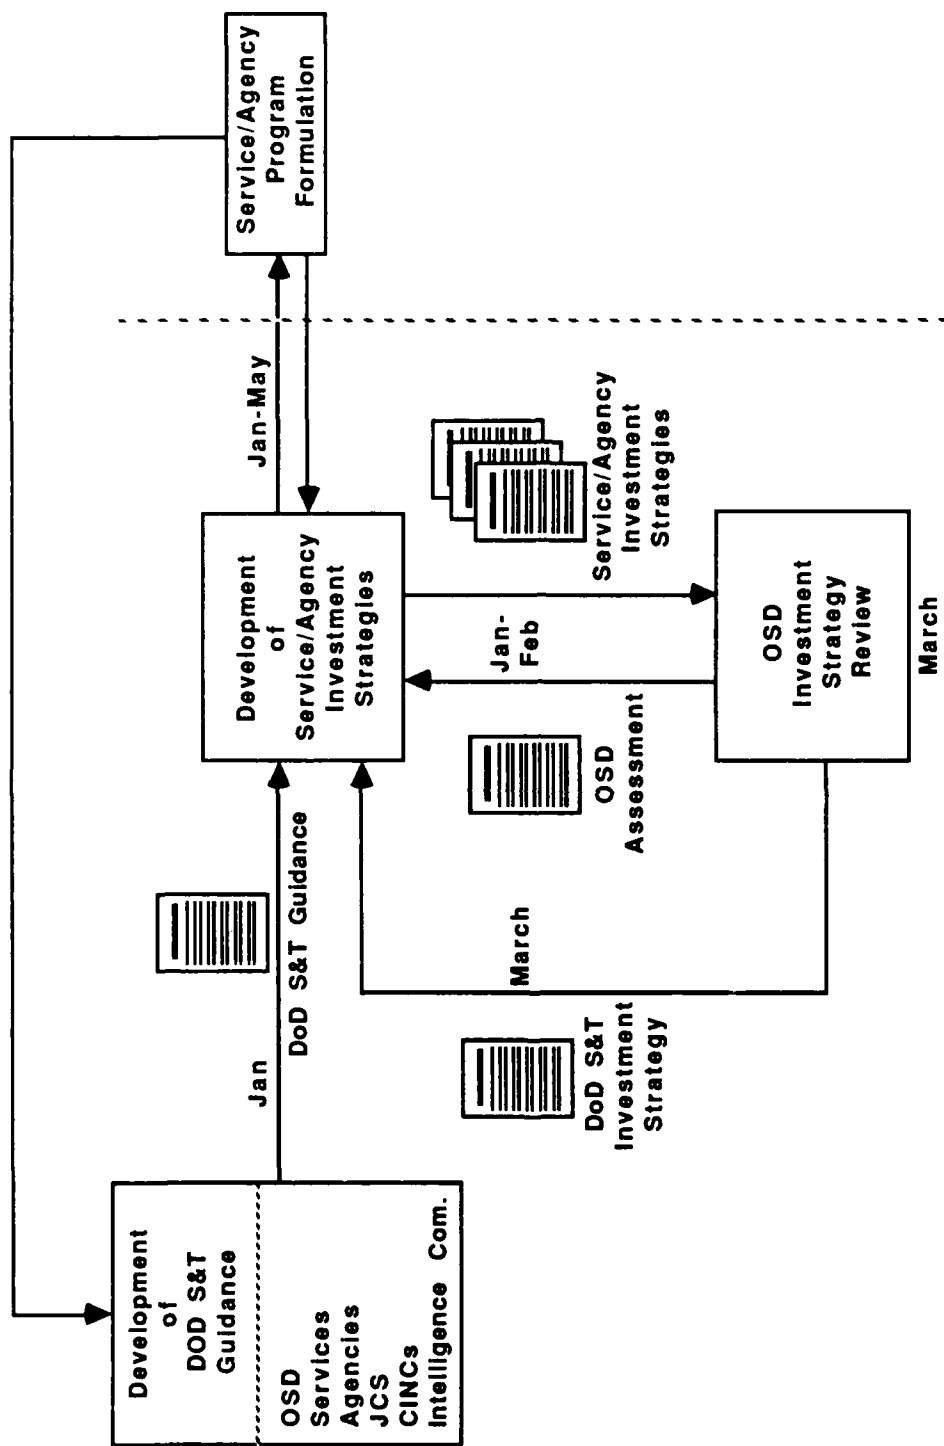 Development
of
DOD S&T
Guidance
OSD
Services
Agencies
JCS
CINCs
Intelligence Com.
Jan
DoD S&T Guidance
DoD S&T
Investment
Strategy
March
Development
of
Service/Agency
Investment
Strategies
OSD
Assessment
Jan-
Feb
Service/Agency
Investment
Strategies
OSD
Investment
Strategy
Review
March
Jan-May
Service/Agency
Program
Formulation